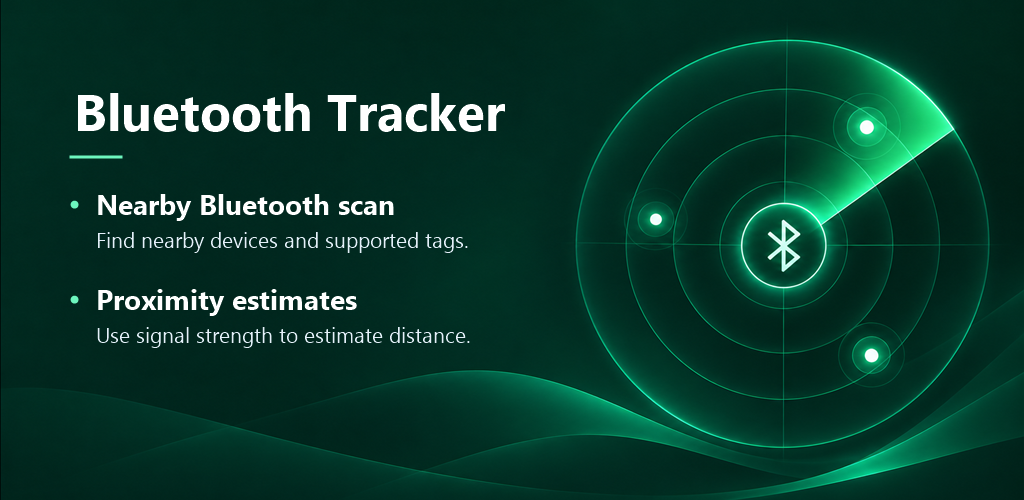 Bluetooth Tracker
• Nearby Bluetooth scan
Find nearby devices and supported tags.
• Proximity estimates
Use signal strength to estimate distance.